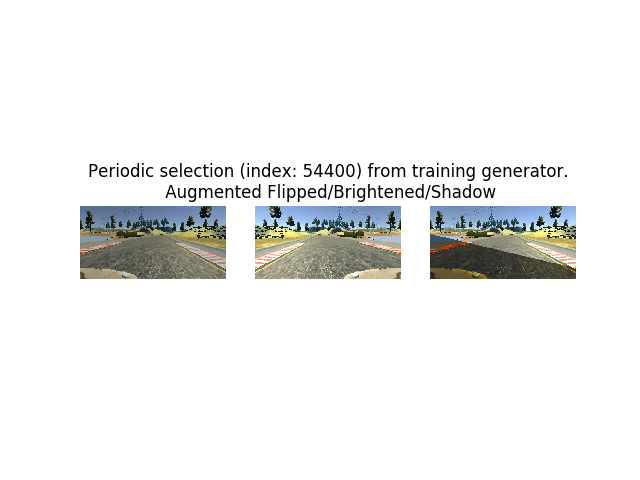 Periodic selection (index: 54400) from training generator.
Augmented Flipped/Brightened/Shadow